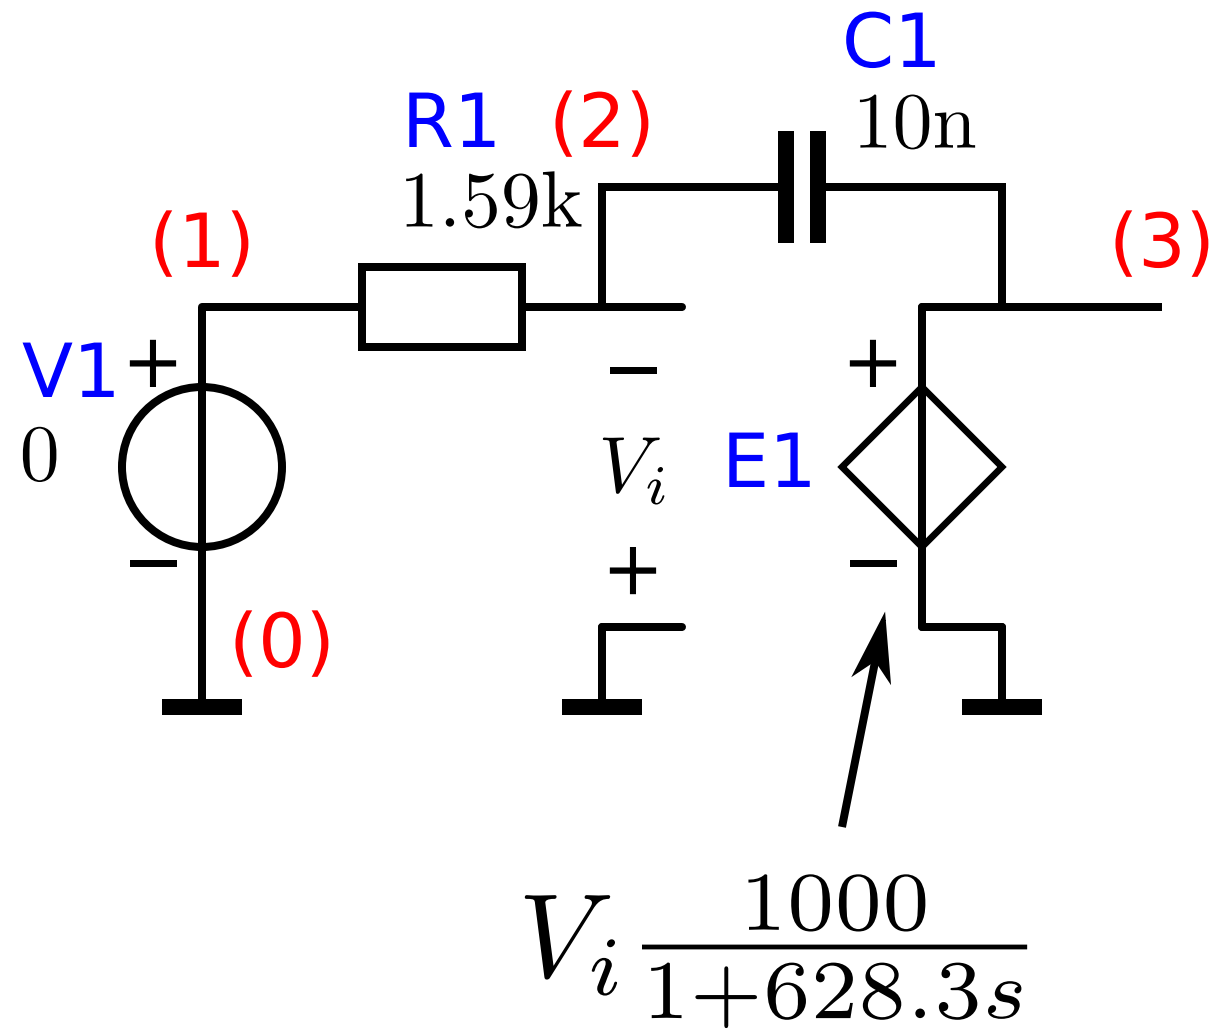 C1
10n
R1
1.59k
(2)
(1)
(3)
V1
+
0
−
(0)
−
V_i
+
E1
+
−
V_i 1000/(1+628.3s)